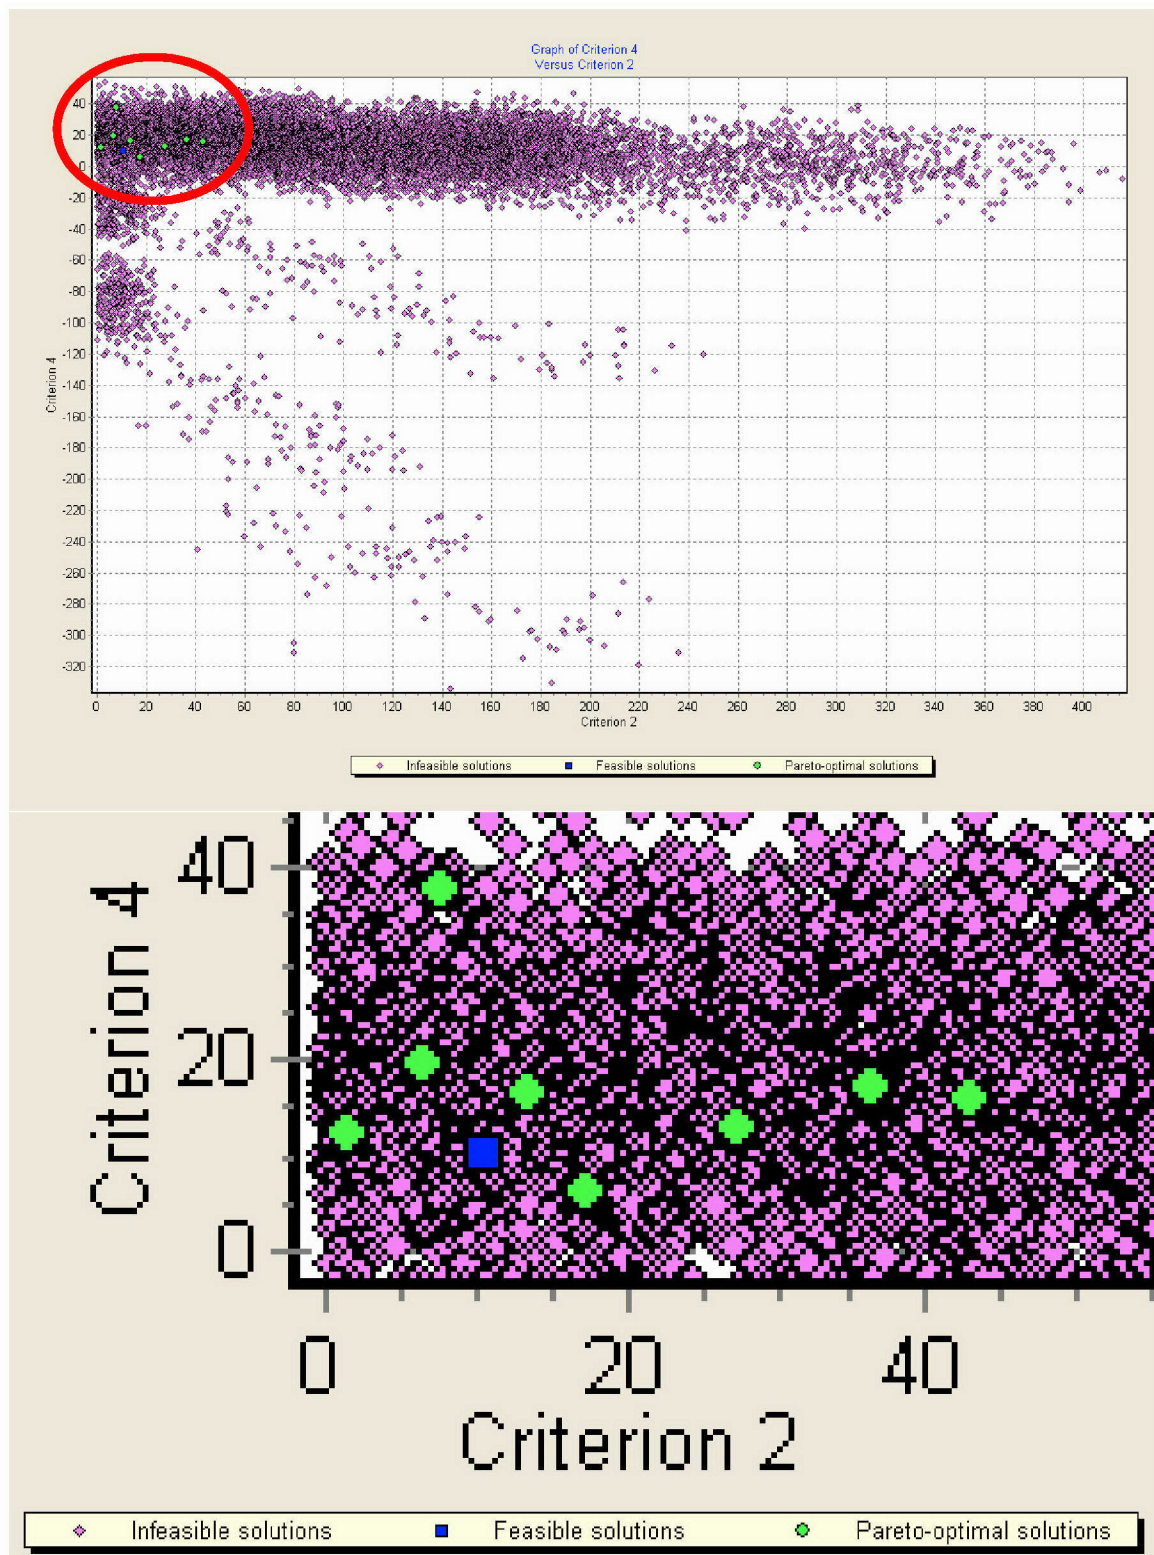 Graph of Criterion 4
Versus Criterion 2
40
20
0
-20
-40
-60
-80
-100
-120
-140
-160
-180
-200
-220
-240
-260
-280
-300
-320
Criterion 4
0 20 40 60 80 100 120 140 160 180 200 220 240 260 280 300 320 340 360 380 400
Criterion 2
Infeasible solutions Feasible solutions Pareto-optimal solutions
40
20
0
Criterion 4
0 20 40
Criterion 2
Infeasible solutions Feasible solutions Pareto-optimal solutions